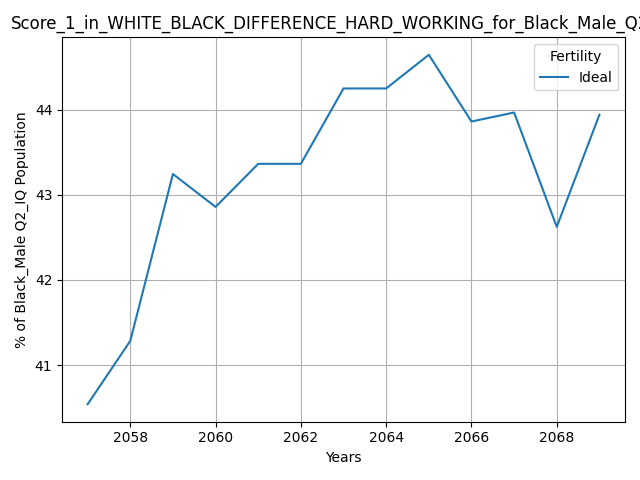 Score_1_in_WHITE_BLACK_DIFFERENCE_HARD_WORKING_for_Black_Male_Q2
Fertility
Ideal
% of Black_Male Q2_IQ Population
44
43
42
41
2058 2060 2062 2064 2066 2068
Years